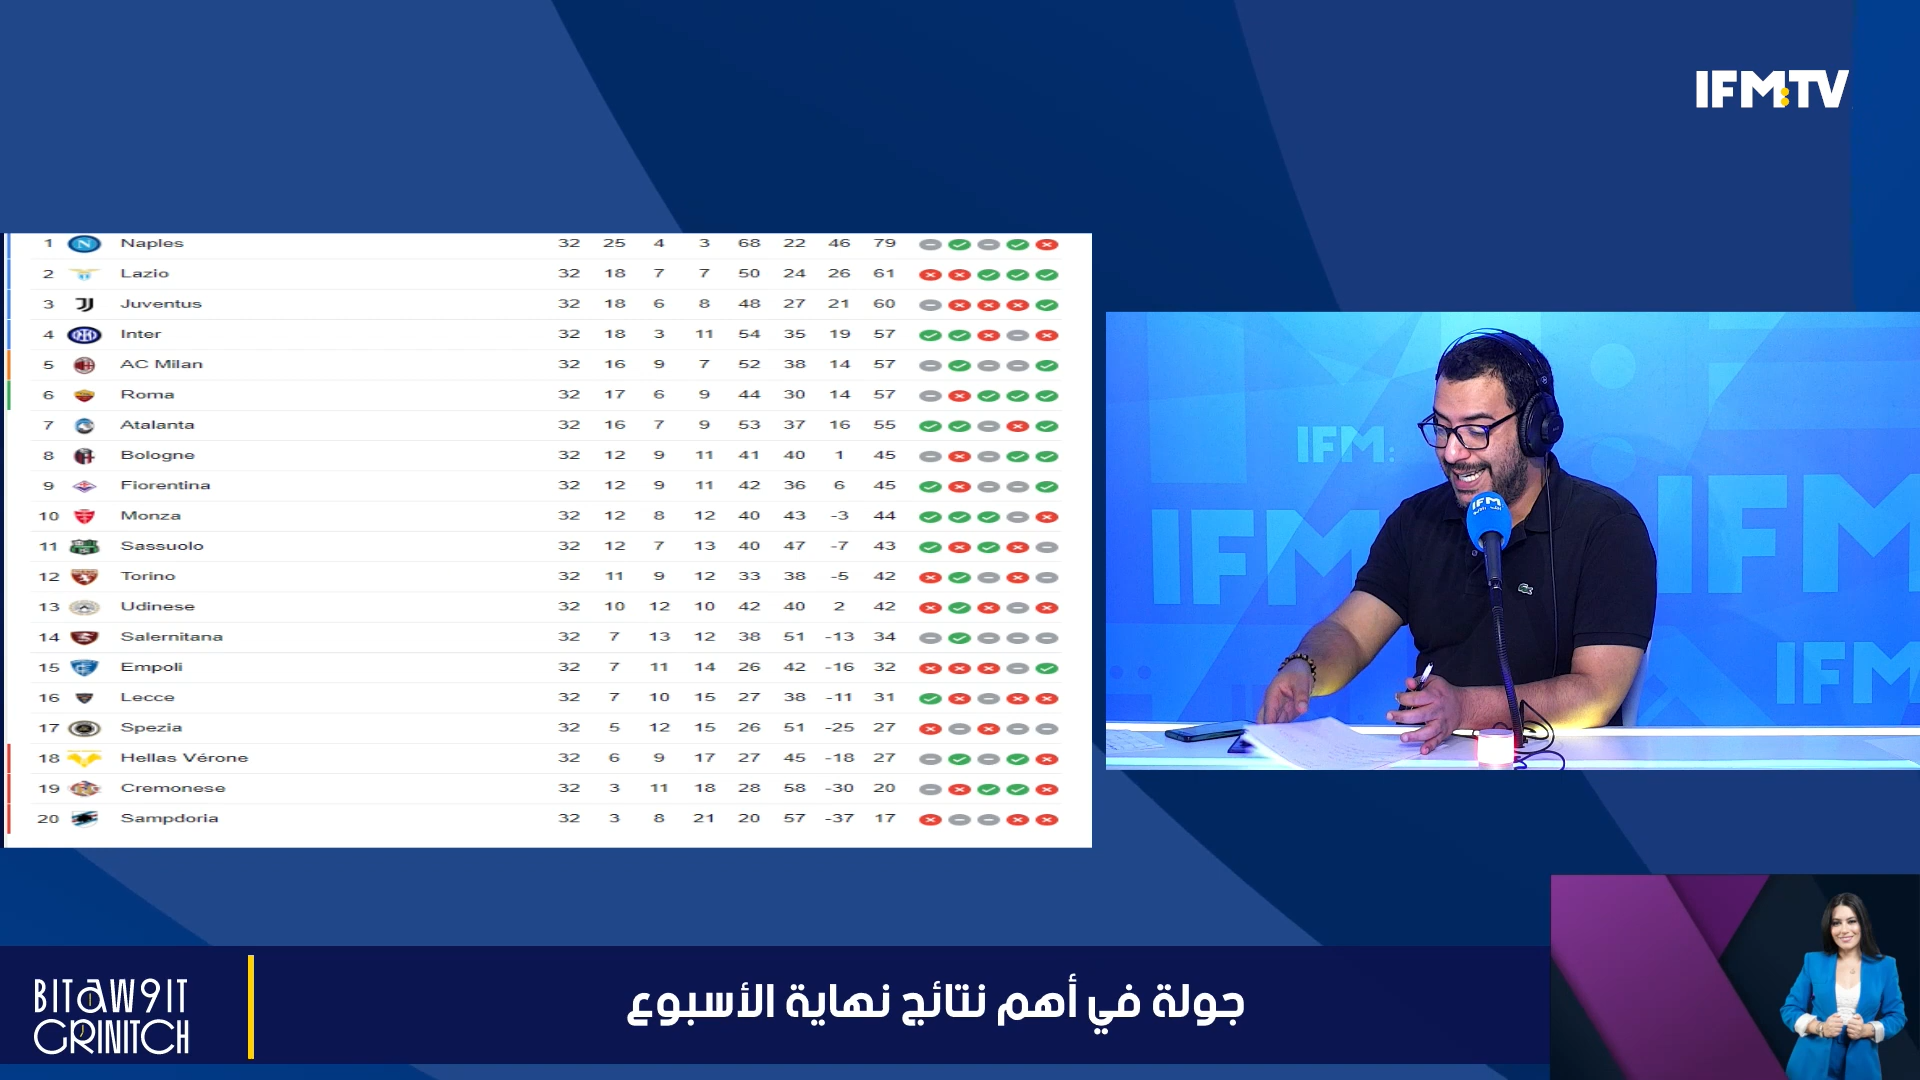 IFM:TV
1 Naples 32 25 4 3 68 22 46 79
2 Lazio 32 18 7 7 50 24 26 61
3 Juventus 32 18 6 8 48 27 21 60
4 Inter 32 18 3 11 54 35 19 57
5 AC Milan 32 16 9 7 52 38 14 57
6 Roma 32 17 6 9 44 30 14 57
7 Atalanta 32 16 7 9 53 37 16 55
8 Bologne 32 12 9 11 41 40 1 45
9 Fiorentina 32 12 9 11 42 36 6 45
10 Monza 32 12 8 12 40 43 -3 44
11 Sassuolo 32 12 7 13 40 47 -7 43
12 Torino 32 11 9 12 33 38 -5 42
13 Udinese 32 10 12 10 42 40 2 42
14 Salernitana 32 7 13 12 38 51 -13 34
15 Empoli 32 7 11 14 26 42 -16 32
16 Lecce 32 7 10 15 27 38 -11 31
17 Spezia 32 5 12 15 26 51 -25 27
18 Hellas Vérone 32 6 9 17 27 45 -18 27
19 Cremonese 32 3 11 18 28 58 -30 20
20 Sampdoria 32 3 8 21 20 57 -37 17
IFM:
IFM
IFM
IFM
IFM
BITAW9IT
GRINITCH
جولة في أهم نتائج نهاية الأسبوع